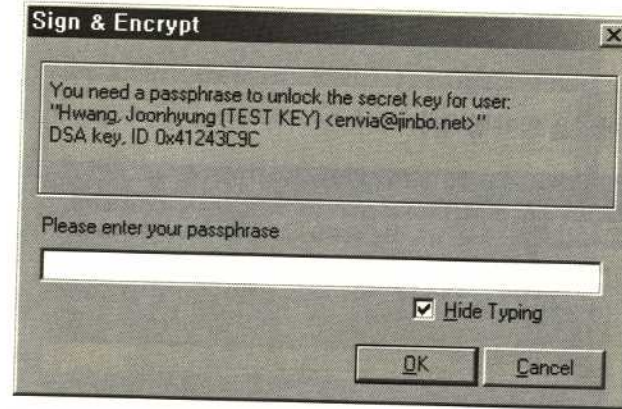 Sign & Encrypt
You need a passphrase to unlock the secret key for user:
"Hwang, Joonhyung (TEST KEY) <envia@jinbo.net>"
DSA key, ID 0x41243C9C
Please enter your passphrase
Hide Typing
OK
Cancel